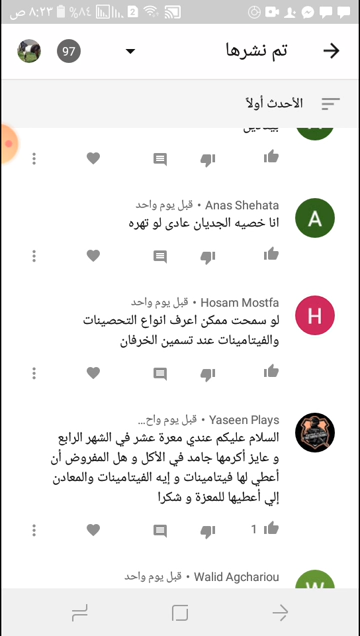 ٨:٢٣ ص ٨٤%
تم نشرها
97
الأحدث أولاً
Anas Shehata • قبل يوم واحد
A
انا خصيه الجديان عادى لو تهره
Hosam Mostfa • قبل يوم واحد
H
لو سمحت ممكن اعرف انواع التحصينات
والفيتامينات عند تسمين الخرفان
Yaseen Plays • قبل يوم واح...
السلام عليكم عندي معزة عشر في الشهر الرابع
و عايز أكرمها جامد في الأكل و هل المفروض أن
أعطي لها فيتامينات و إيه الفيتامينات والمعادن
إلي أعطيها للمعزة و شكرا
1
Walid Agchariou • قبل يوم واحد
W